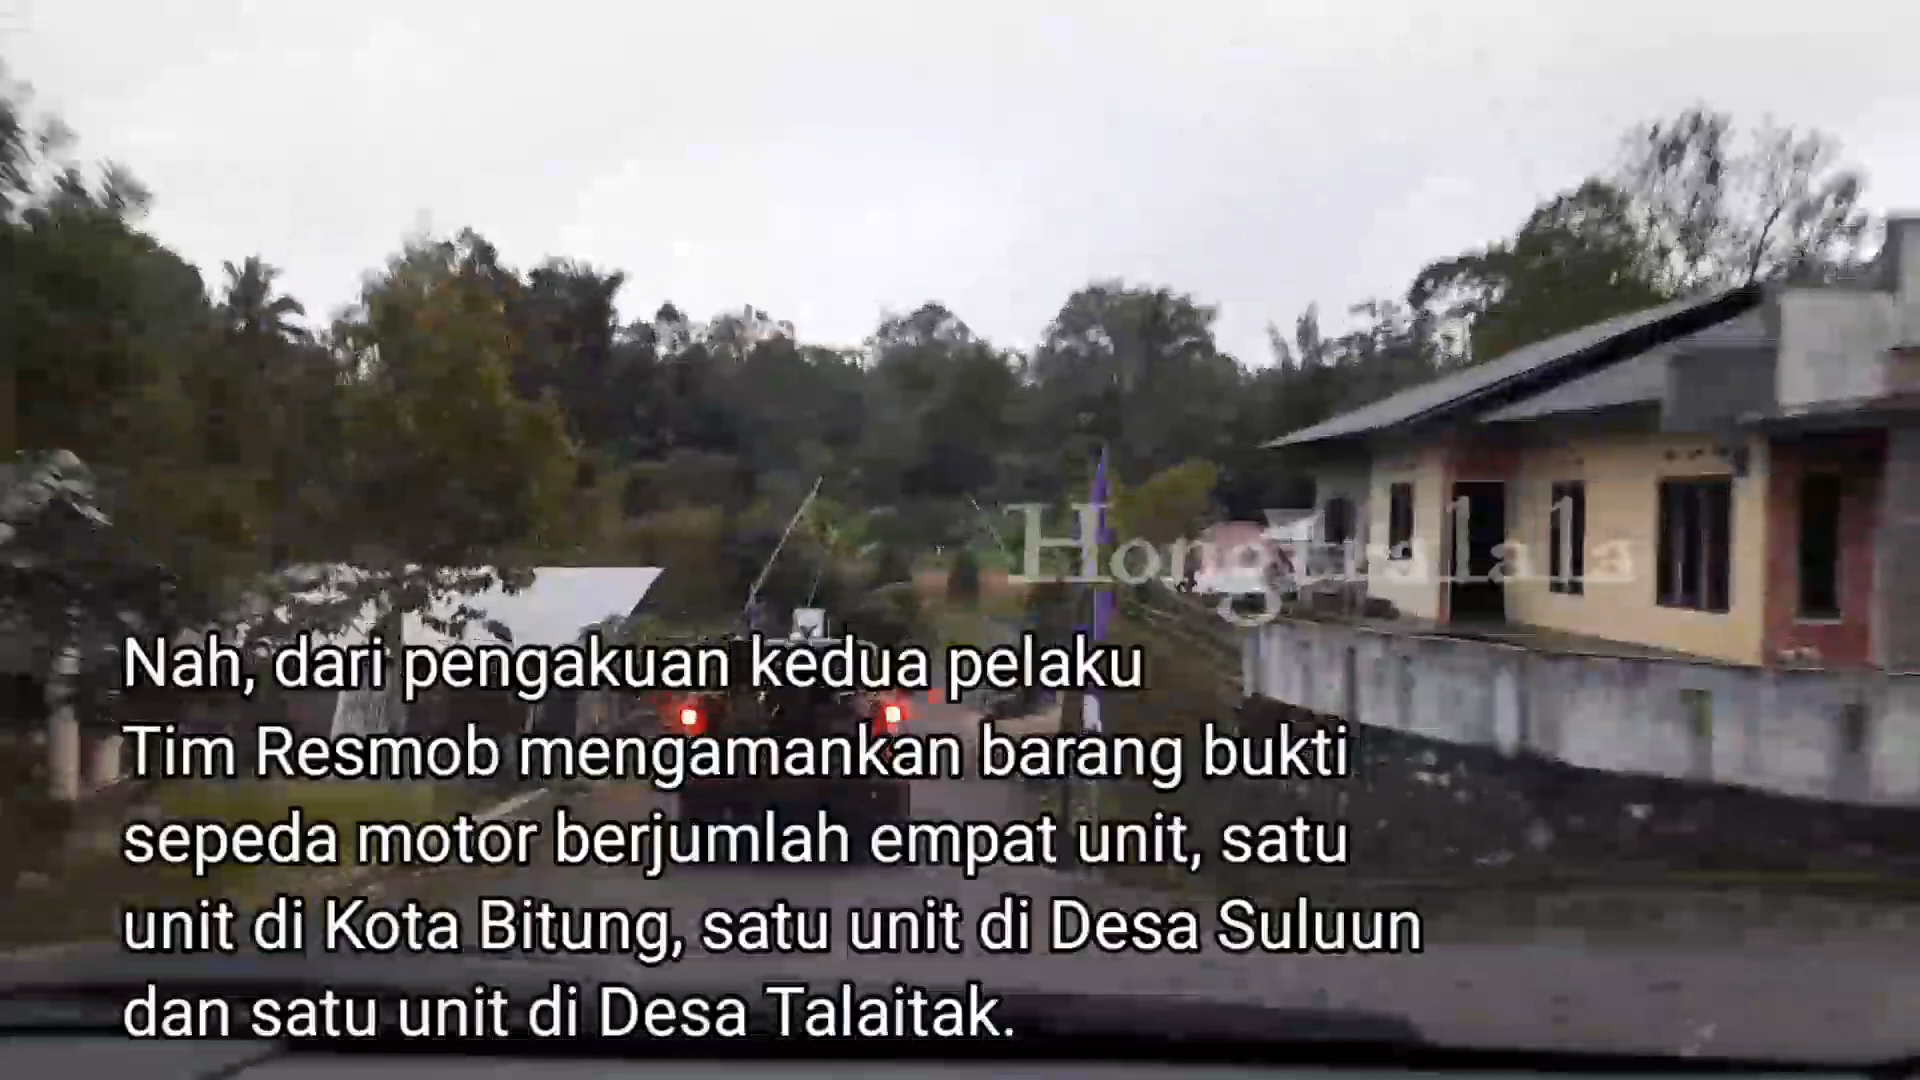 Hongtralala
Nah, dari pengakuan kedua pelaku
Tim Resmob mengamankan barang bukti
sepeda motor berjumlah empat unit, satu
unit di Kota Bitung, satu unit di Desa Suluun
dan satu unit di Desa Talaitak.